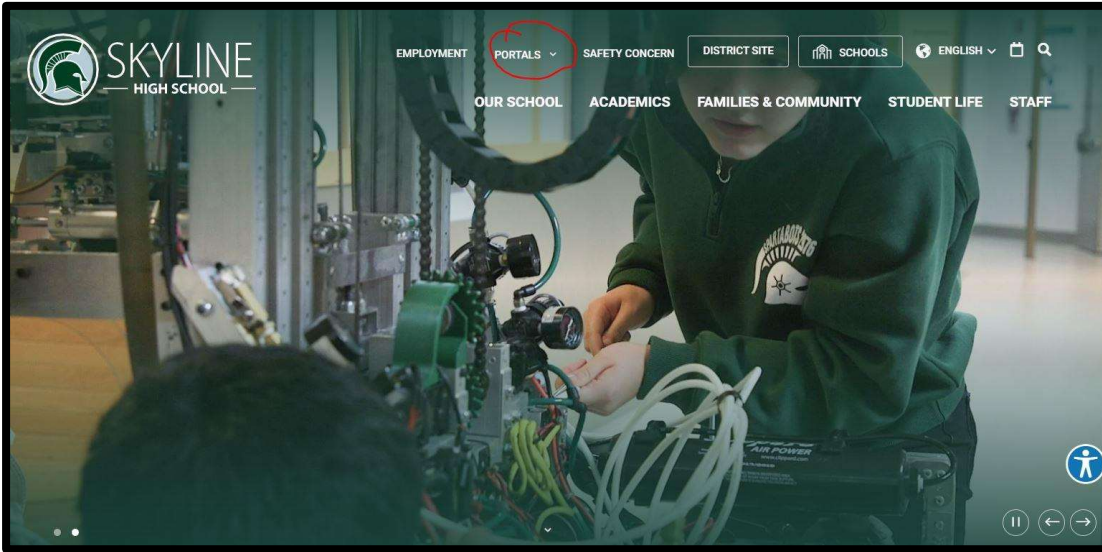 SKYLINE
HIGH SCHOOL
EMPLOYMENT PORTALS SAFETY CONCERN DISTRICT SITE SCHOOLS ENGLISH
OUR SCHOOL ACADEMICS FAMILIES & COMMUNITY STUDENT LIFE STAFF
AIR POWER